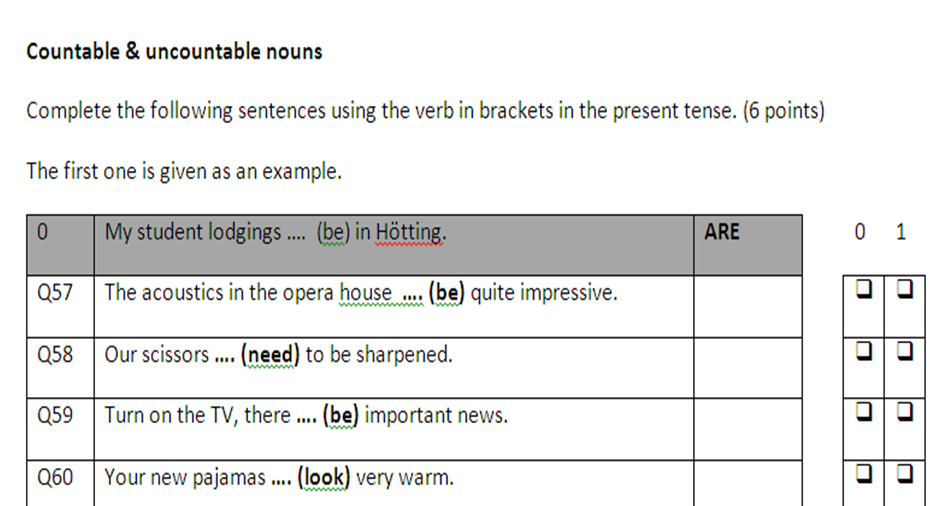 Countable & uncountable nouns
Complete the following sentences using the verb in brackets in the present tense. (6 points)
The first one is given as an example.
0 My student lodgings .... (be) in Hötting. ARE 0 1
Q57 The acoustics in the opera house .... (be) quite impressive. ❑ ❑
Q58 Our scissors .... (need) to be sharpened. ❑ ❑
Q59 Turn on the TV, there .... (be) important news. ❑ ❑
Q60 Your new pajamas .... (look) very warm. ❑ ❑